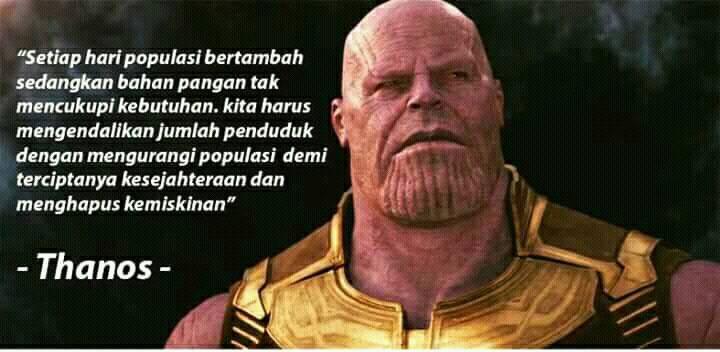 “Setiap hari populasi bertambah
sedangkan bahan pangan tak
mencukupi kebutuhan. kita harus
mengendalikan jumlah penduduk
dengan mengurangi populasi demi
terciptanya kesejahteraan dan
menghapus kemiskinan”
- Thanos -